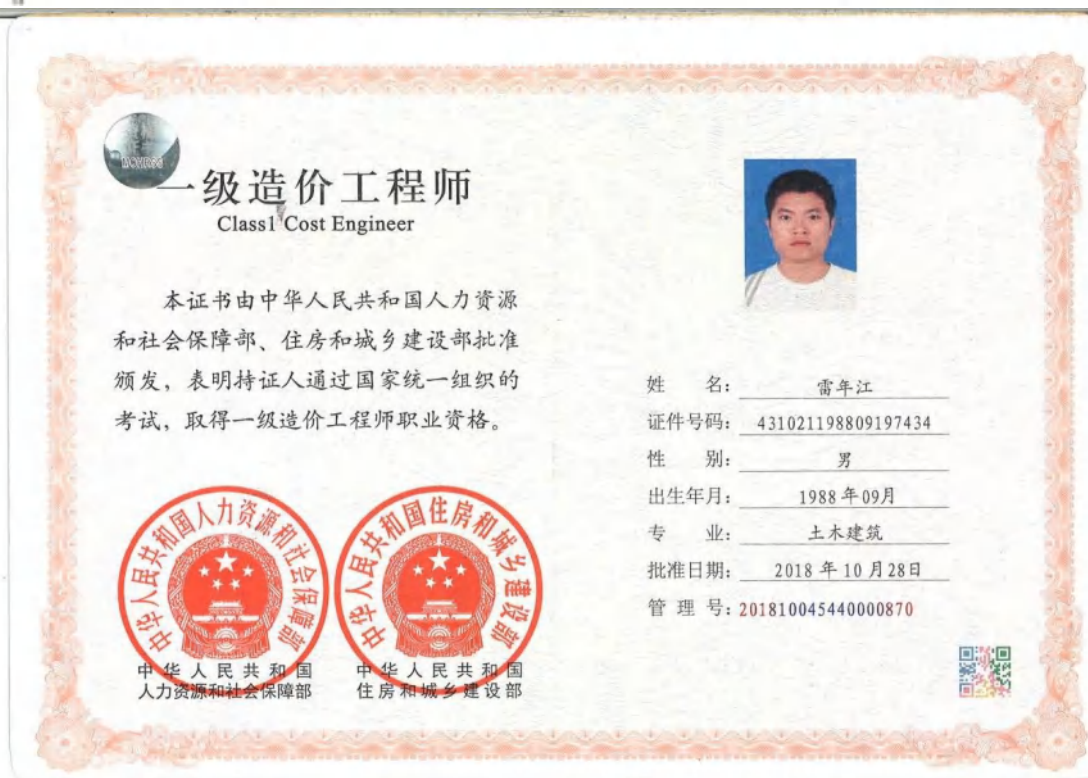 MOHRSS
一级造价工程师
Class1 Cost Engineer
本证书由中华人民共和国人力资源
和社会保障部、住房和城乡建设部批准
颁发，表明持证人通过国家统一组织的
考试，取得一级造价工程师职业资格。
中华人民共和国人力资源和社会保障部
中华人民共和国住房和城乡建设部
中华人民共和国
人力资源和社会保障部
中华人民共和国
住房和城乡建设部
姓 名： 雷年江
证件号码： 431021198809197434
性 别： 男
出生年月： 1988年09月
专 业： 土木建筑
批准日期： 2018年10月28日
管 理 号：201810045440000870